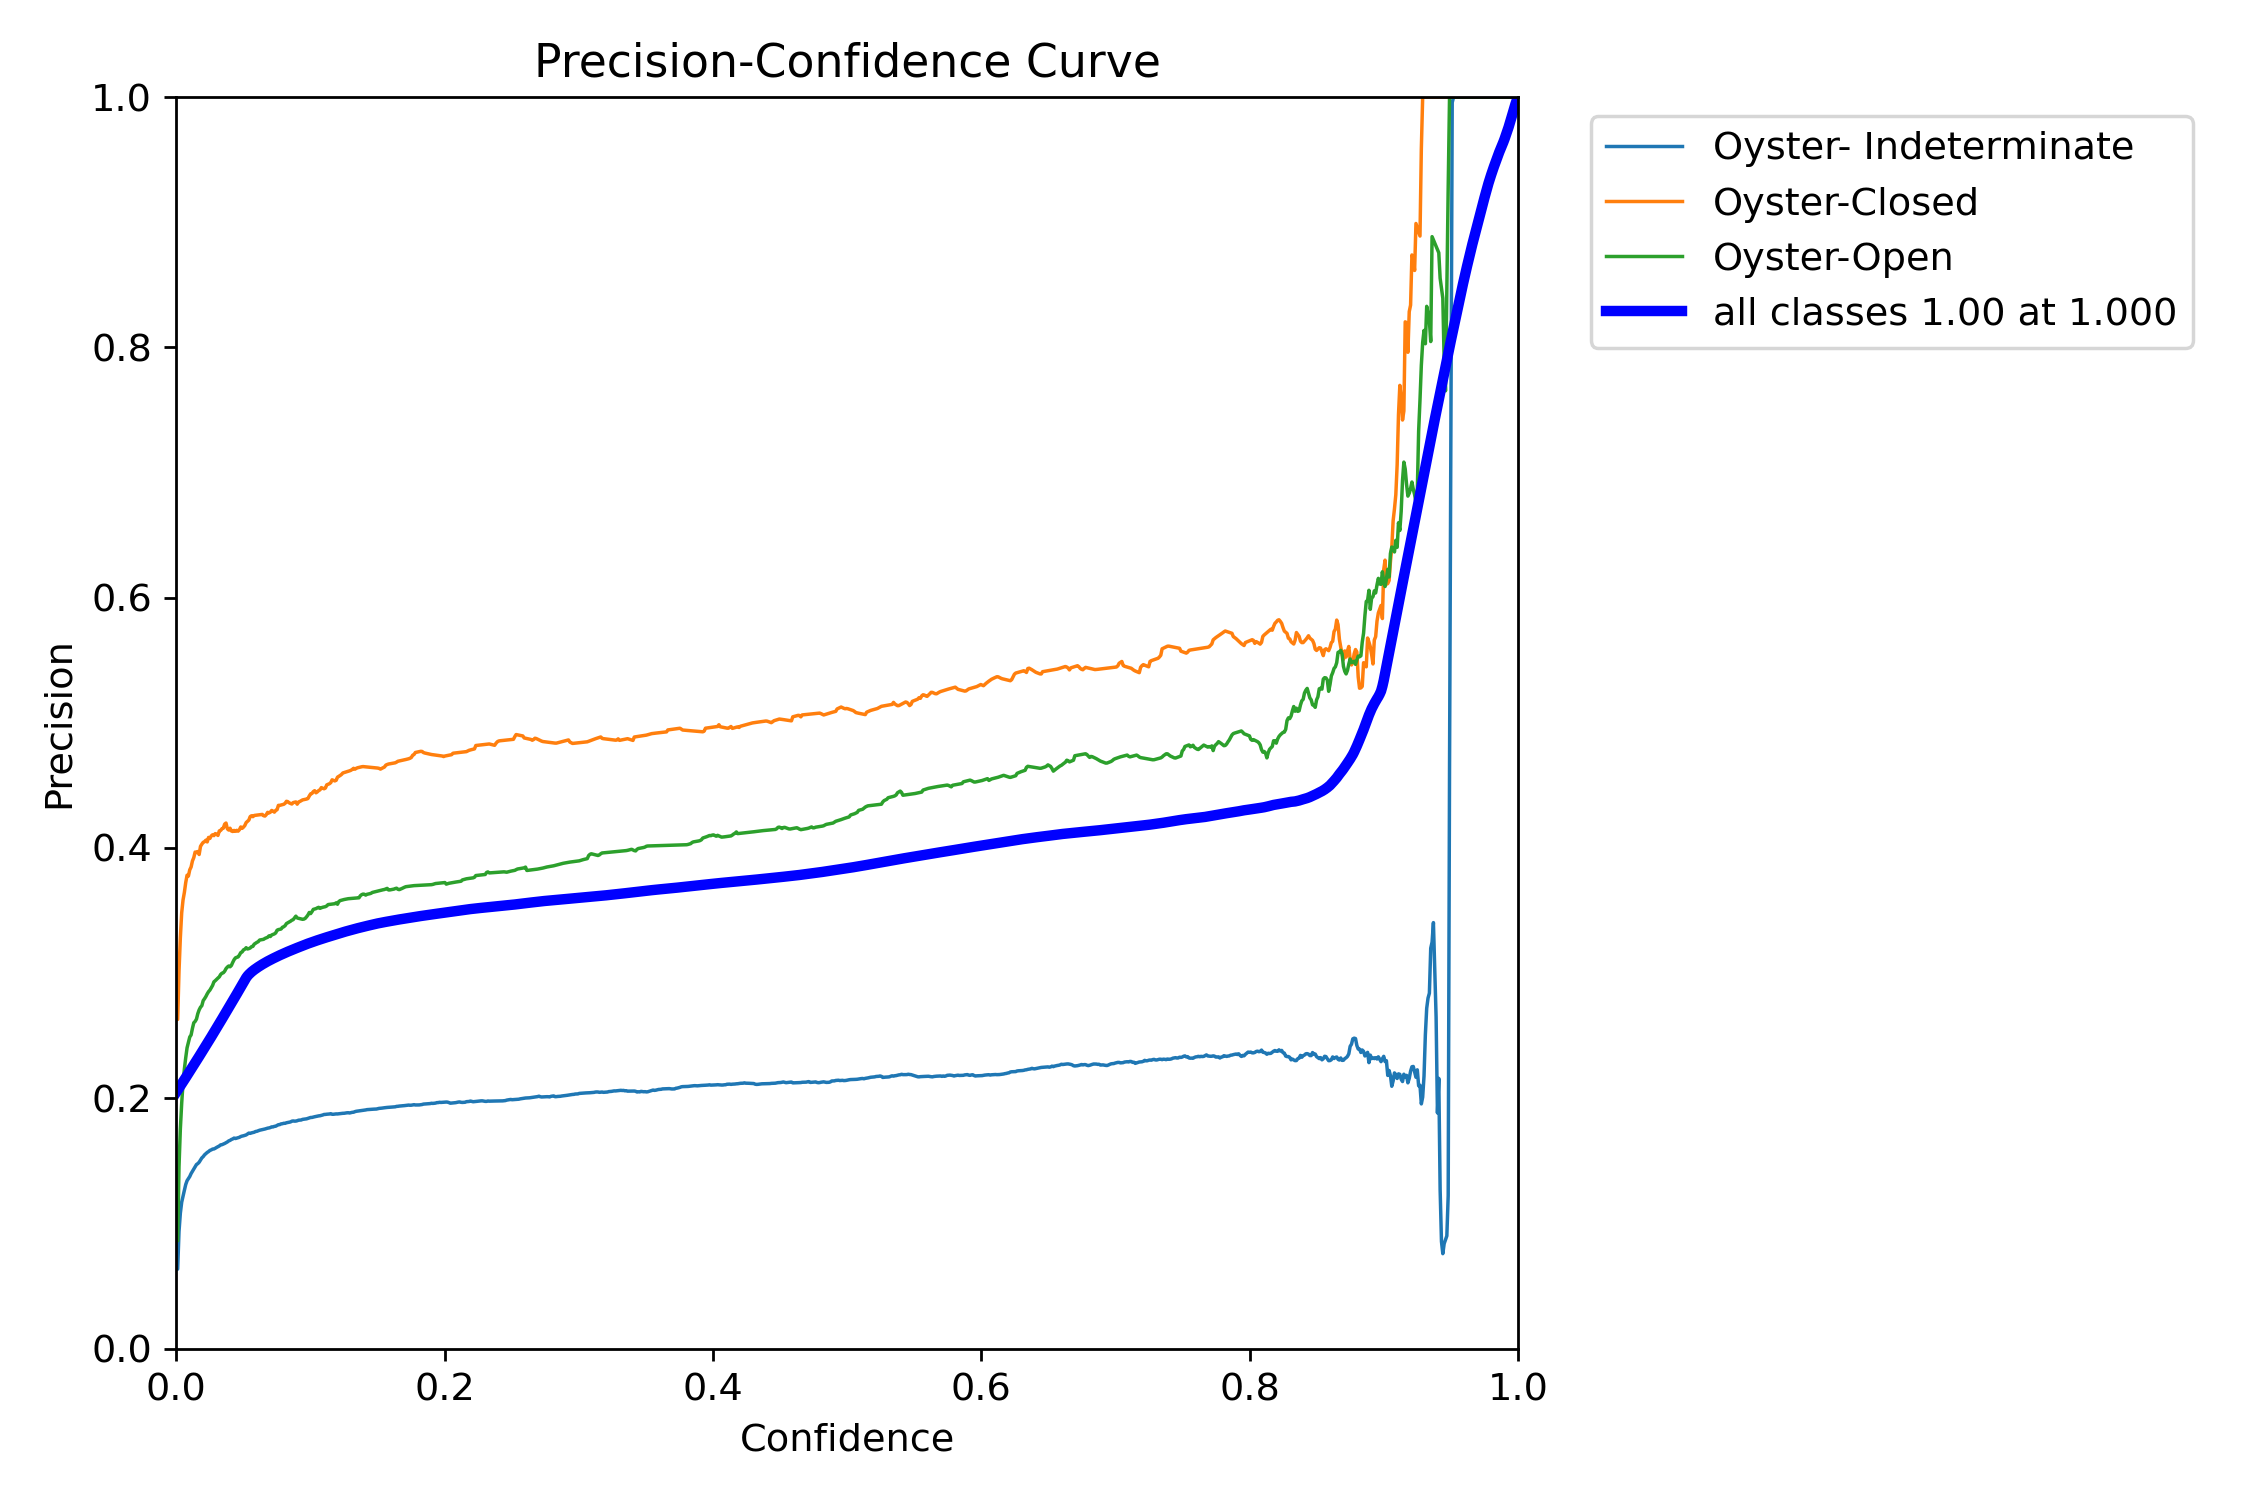 Precision-Confidence Curve
1.0
0.8
0.6
0.4
0.2
0.0
Precision
0.0 0.2 0.4 0.6 0.8 1.0
Confidence
Oyster- Indeterminate
Oyster-Closed
Oyster-Open
all classes 1.00 at 1.000